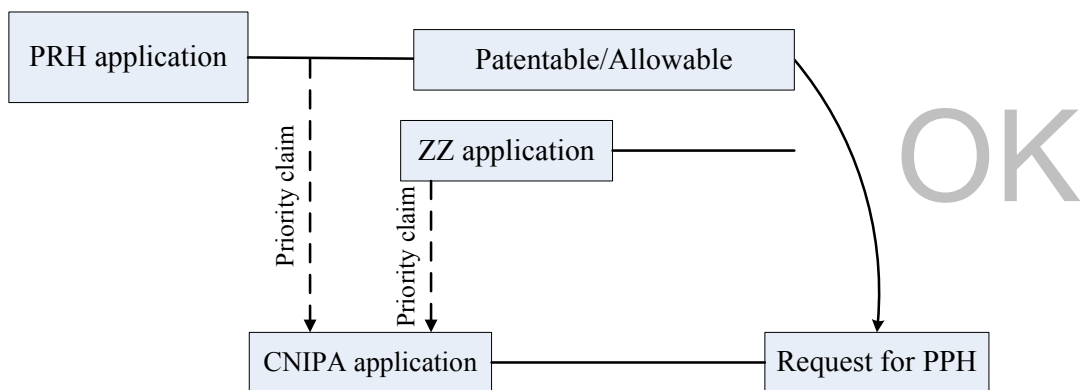 PRH application
Patentable/Allowable
OK
ZZ application
Priority claim
Priority claim
CNIPA application
Request for PPH